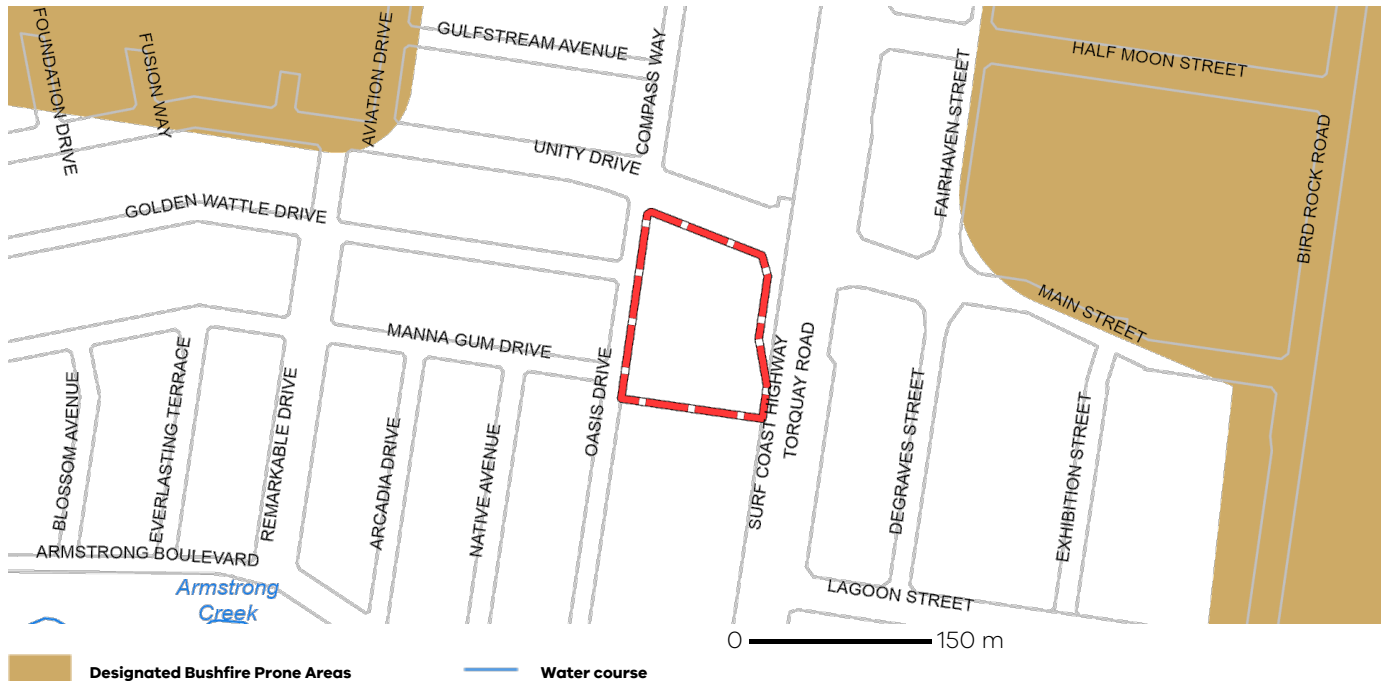 FOUNDATION DRIVE
FUSION WAY
AVIATION DRIVE
GULFSTREAM AVENUE
COMPASS WAY
FAIRHAVEN STREET
HALF MOON STREET
BIRD ROCK ROAD
UNITY DRIVE
GOLDEN WATTLE DRIVE
MAIN STREET
MANNA GUM DRIVE
OASIS DRIVE
SURF COAST HIGHWAY
TORQUAY ROAD
BLOSSOM AVENUE
EVERLASTING TERRACE
REMARKABLE DRIVE
ARCADIA DRIVE
NATIVE AVENUE
DEGRAVES STREET
EXHIBITION STREET
ARMSTRONG BOULEVARD
Armstrong
Creek
LAGOON STREET
0 150 m
Designated Bushfire Prone Areas
Water course